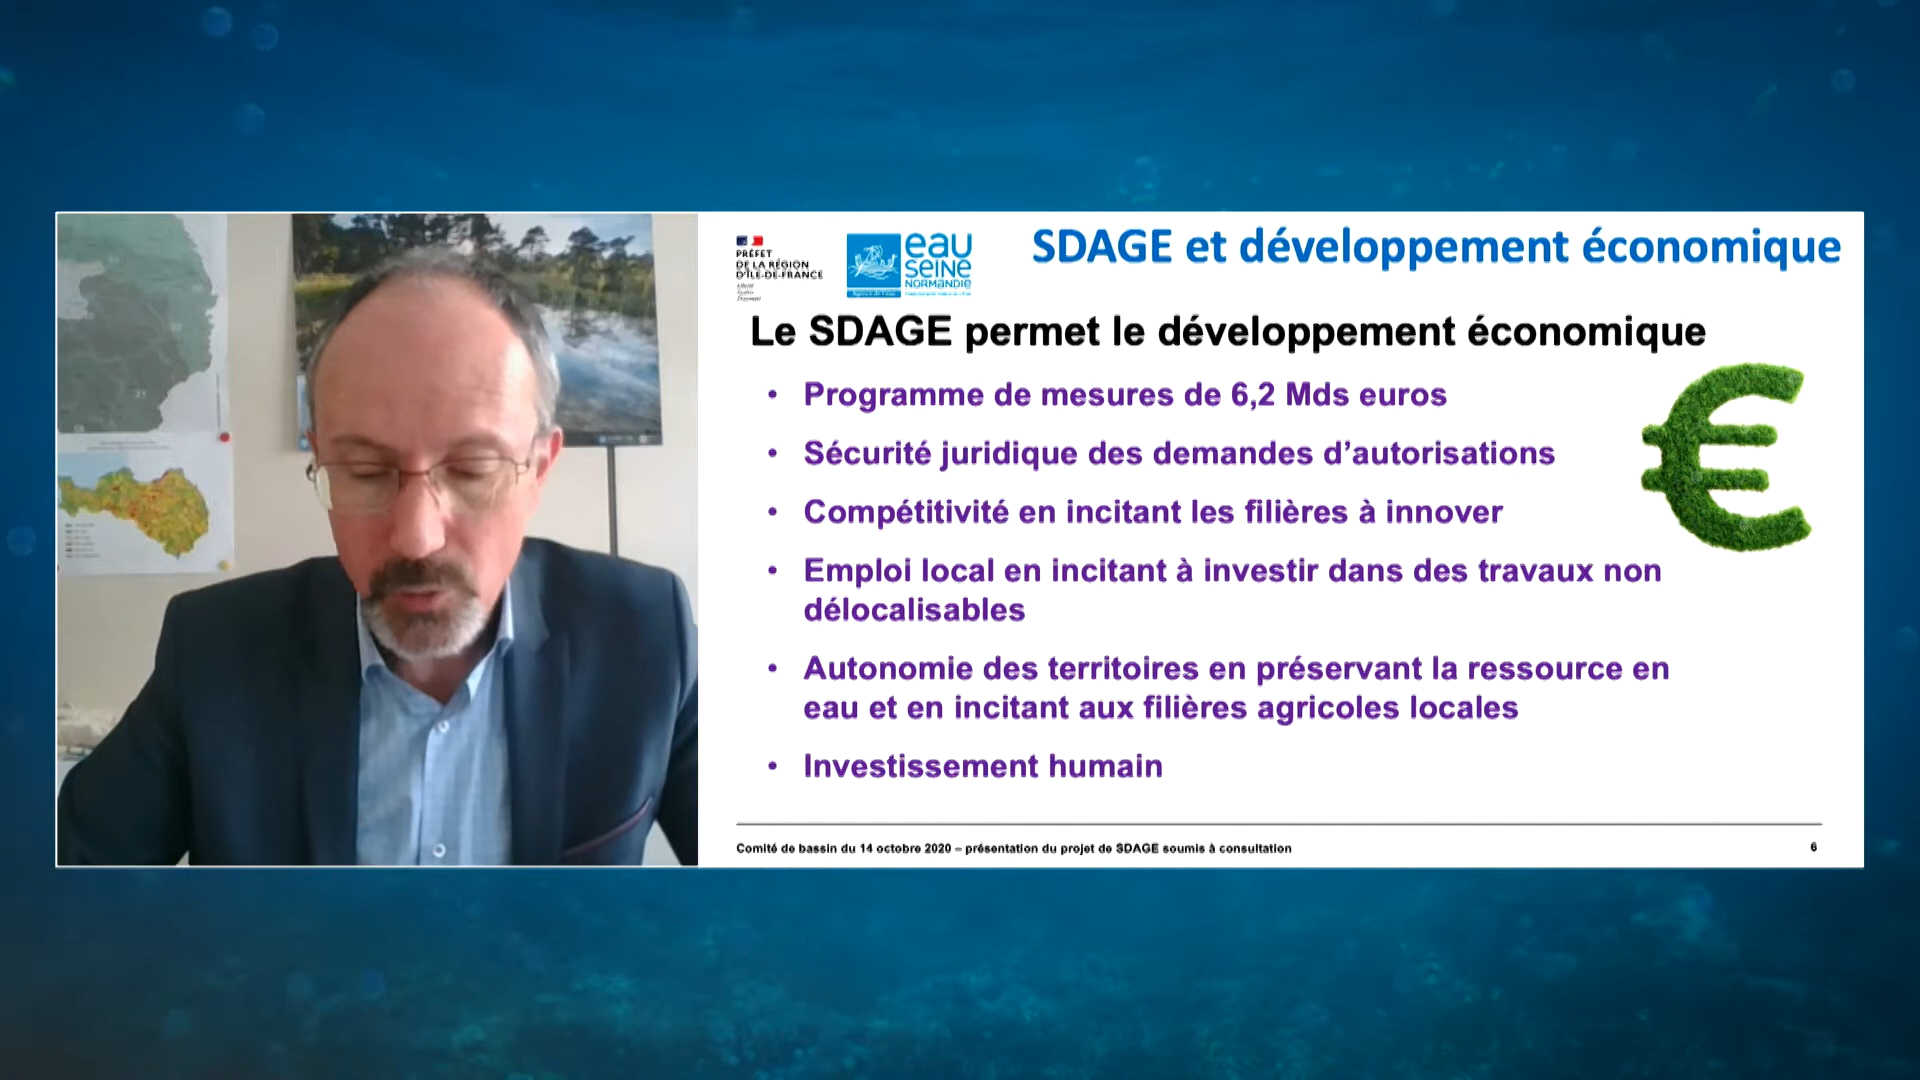 PRÉFET
DE LA RÉGION
D'ÎLE-DE-FRANCE
Liberté
Égalité
Fraternité
eau
SEINE
NORMANDIE
SDAGE et développement économique
Le SDAGE permet le développement économique
• Programme de mesures de 6,2 Mds euros
• Sécurité juridique des demandes d’autorisations
• Compétitivité en incitant les filières à innover
• Emploi local en incitant à investir dans des travaux non
délocalisables
• Autonomie des territoires en préservant la ressource en
eau et en incitant aux filières agricoles locales
• Investissement humain
€
Comité de bassin du 14 octobre 2020 – présentation du projet de SDAGE soumis à consultation
6